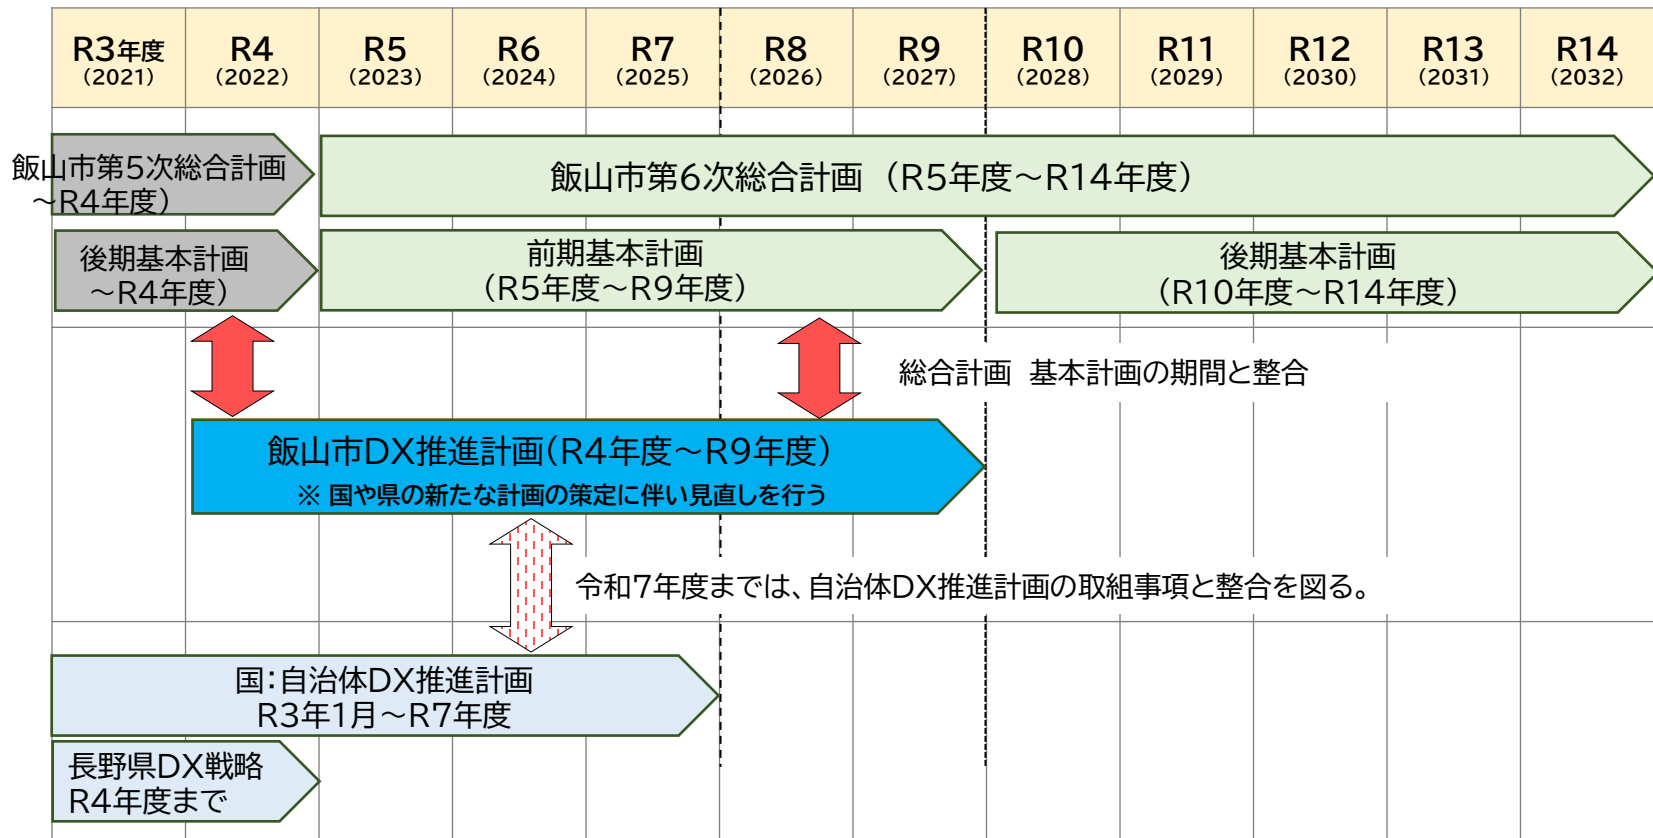 R3年度 R4 R5 R6 R7 R8 R9 R10 R11 R12 R13 R14
(2021) (2022) (2023) (2024) (2025) (2026) (2027) (2028) (2029) (2030) (2031) (2032)
飯山市第5次総合計画
～R4年度)
飯山市第6次総合計画 (R5年度～R14年度)
後期基本計画
～R4年度)
前期基本計画
(R5年度～R9年度)
後期基本計画
(R10年度～R14年度)
総合計画 基本計画の期間と整合
飯山市DX推進計画(R4年度～R9年度)
※ 国や県の新たな計画の策定に伴い見直しを行う
令和7年度までは、自治体DX推進計画の取組事項と整合を図る。
国：自治体DX推進計画
R3年1月～R7年度
長野県DX戦略
R4年度まで